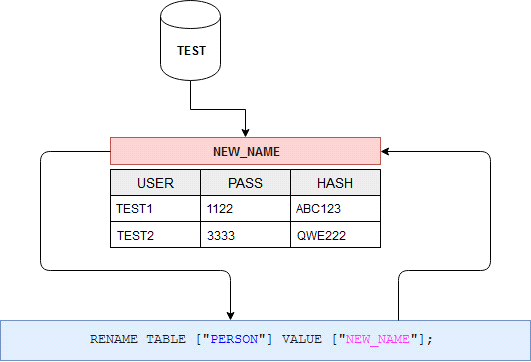 TEST
NEW_NAME
USER PASS HASH
TEST1 1122 ABC123
TEST2 3333 QWE222
RENAME TABLE ["PERSON"] VALUE ["NEW_NAME"];